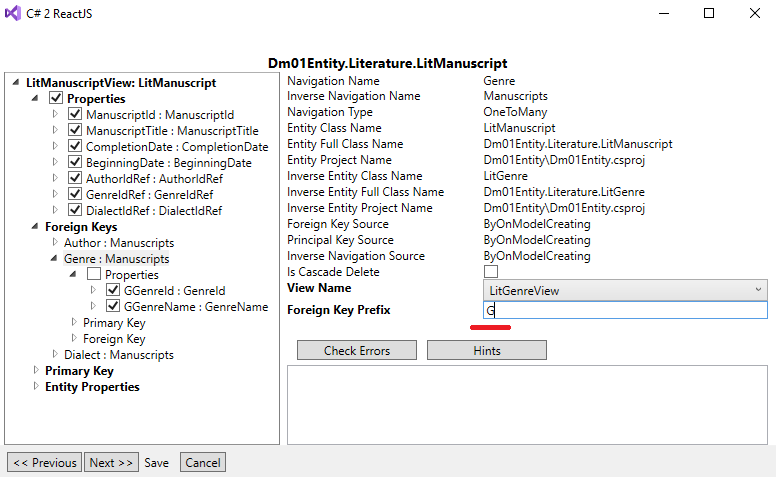 C# 2 ReactJS
Dm01Entity.Literature.LitManuscript
LitManuscriptView: LitManuscript
Properties
ManuscriptId : ManuscriptId
ManuscriptTitle : ManuscriptTitle
CompletionDate : CompletionDate
BeginningDate : BeginningDate
AuthorIdRef : AuthorIdRef
GenreIdRef : GenreIdRef
DialectIdRef : DialectIdRef
Foreign Keys
Author : Manuscripts
Genre : Manuscripts
Properties
GGenreId : GenreId
GGenreName : GenreName
Primary Key
Foreign Key
Dialect : Manuscripts
Primary Key
Entity Properties
Navigation Name Genre
Inverse Navigation Name Manuscripts
Navigation Type OneToMany
Entity Class Name LitManuscript
Entity Full Class Name Dm01Entity.Literature.LitManuscript
Entity Project Name Dm01Entity\Dm01Entity.csproj
Inverse Entity Class Name LitGenre
Inverse Entity Full Class Name Dm01Entity.Literature.LitGenre
Inverse Entity Project Name Dm01Entity\Dm01Entity.csproj
Foreign Key Source ByOnModelCreating
Principal Key Source ByOnModelCreating
Inverse Navigation Source ByOnModelCreating
Is Cascade Delete
View Name LitGenreView
Foreign Key Prefix G
Check Errors Hints
<< Previous Next >> Save Cancel